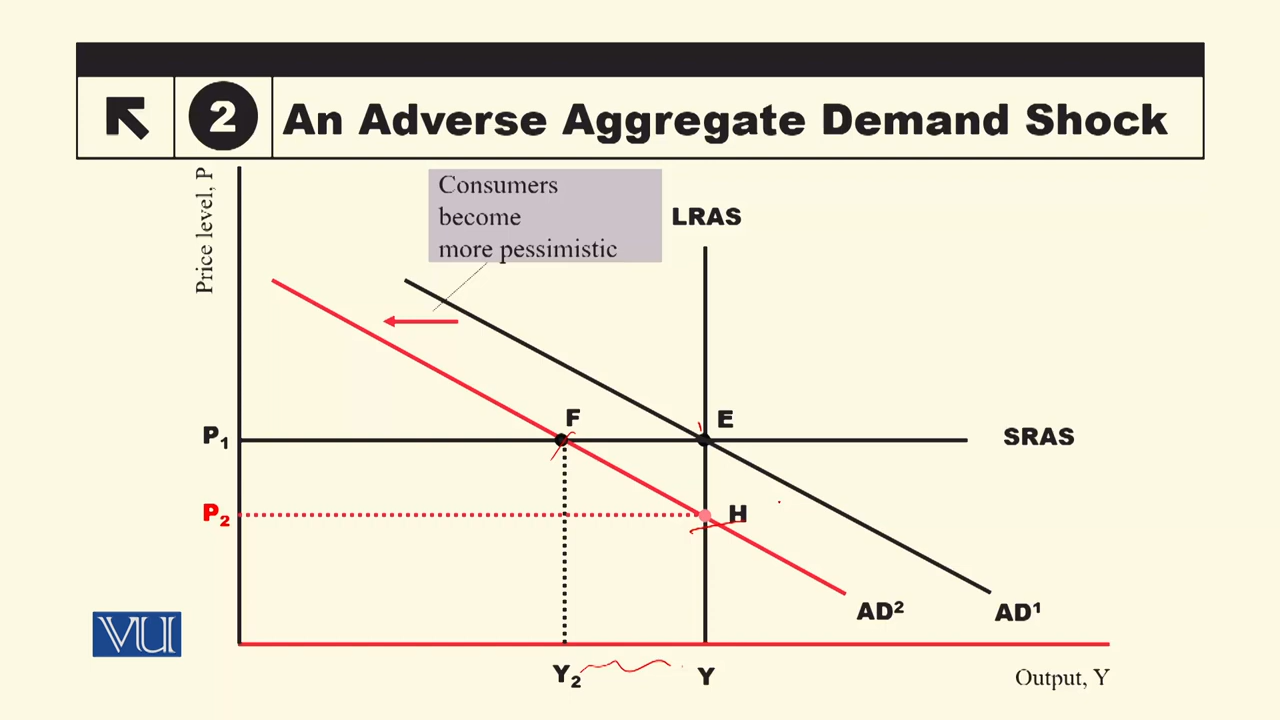 2 An Adverse Aggregate Demand Shock
Price level, P
Consumers
become
more pessimistic
LRAS
F
E
P₁
SRAS
P₂
H
AD²
AD¹
VU
Y₂
Y
Output, Y